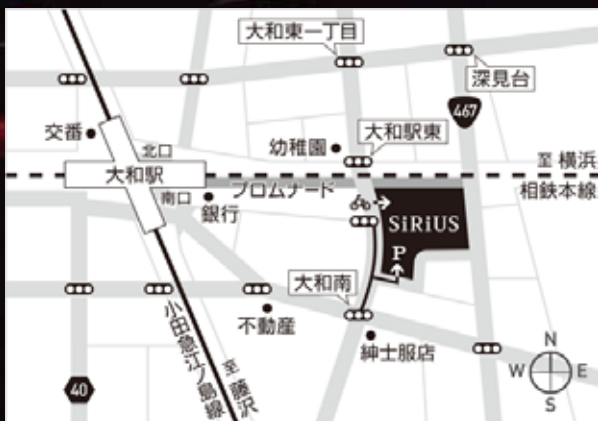 大和東一丁目
深見台
467
交番
北口
幼稚園
大和駅東
至 横浜
大和駅
プロムナード
相鉄本線
南口
銀行
SiRiUS
P
大和南
不動産
紳士服店
小田急江ノ島線
至 藤沢
40
N
W
E
S